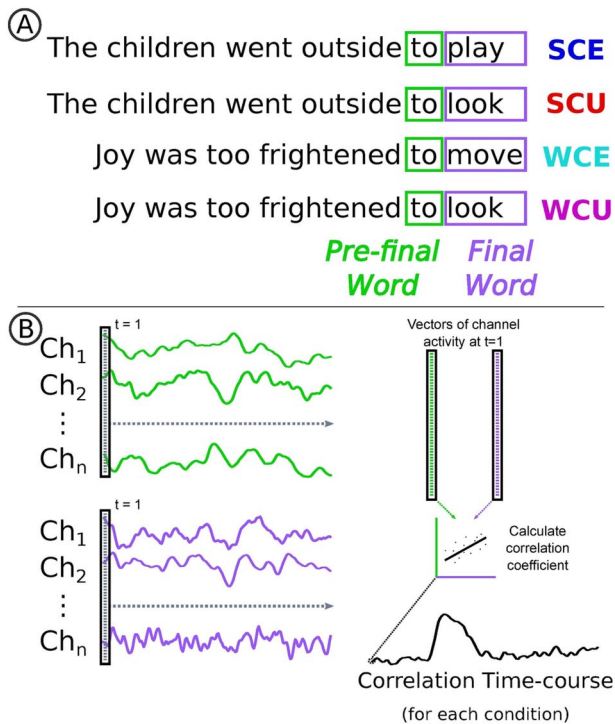 A
The children went outside to play SCE
The children went outside to look SCU
Joy was too frightened to move WCE
Joy was too frightened to look WCU
Pre-final Final
Word Word
B
t = 1
Ch1
Ch2
⋮
Chn
t = 1
Ch1
Ch2
⋮
Chn
Vectors of channel
activity at t=1
Calculate
correlation
coefficient
Correlation Time-course
(for each condition)